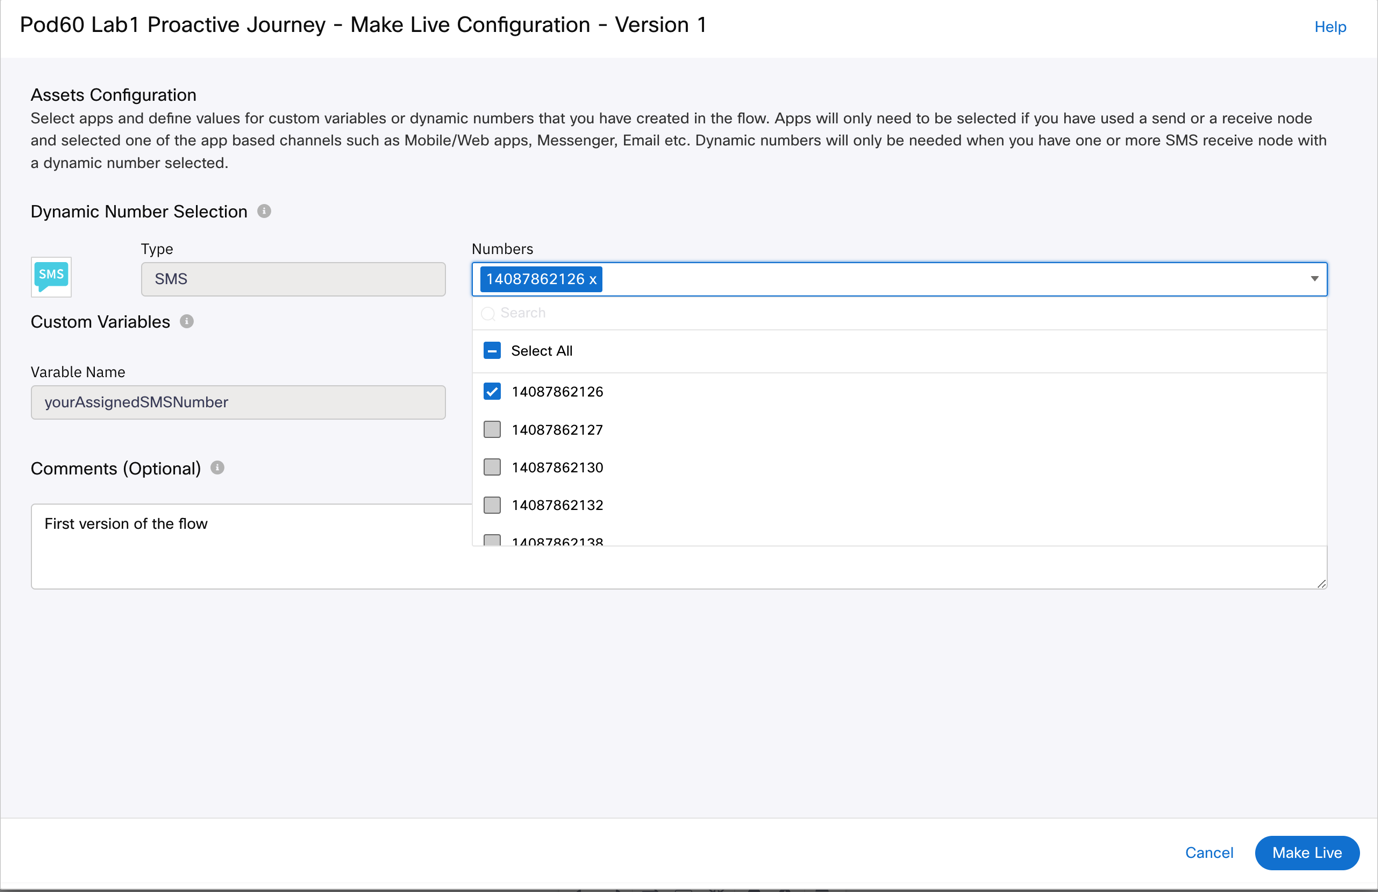 Pod60 Lab1 Proactive Journey - Make Live Configuration - Version 1
Help
Assets Configuration
Select apps and define values for custom variables or dynamic numbers that you have created in the flow. Apps will only need to be selected if you have used a send or a receive node
and selected one of the app based channels such as Mobile/Web apps, Messenger, Email etc. Dynamic numbers will only be needed when you have one or more SMS receive node with
a dynamic number selected.
Dynamic Number Selection
Type
Numbers
SMS
SMS
14087862126 x
Search
Custom Variables
Select All
Varable Name
14087862126
yourAssignedSMSNumber
14087862127
14087862130
Comments (Optional)
14087862132
First version of the flow
14087862138
Cancel
Make Live